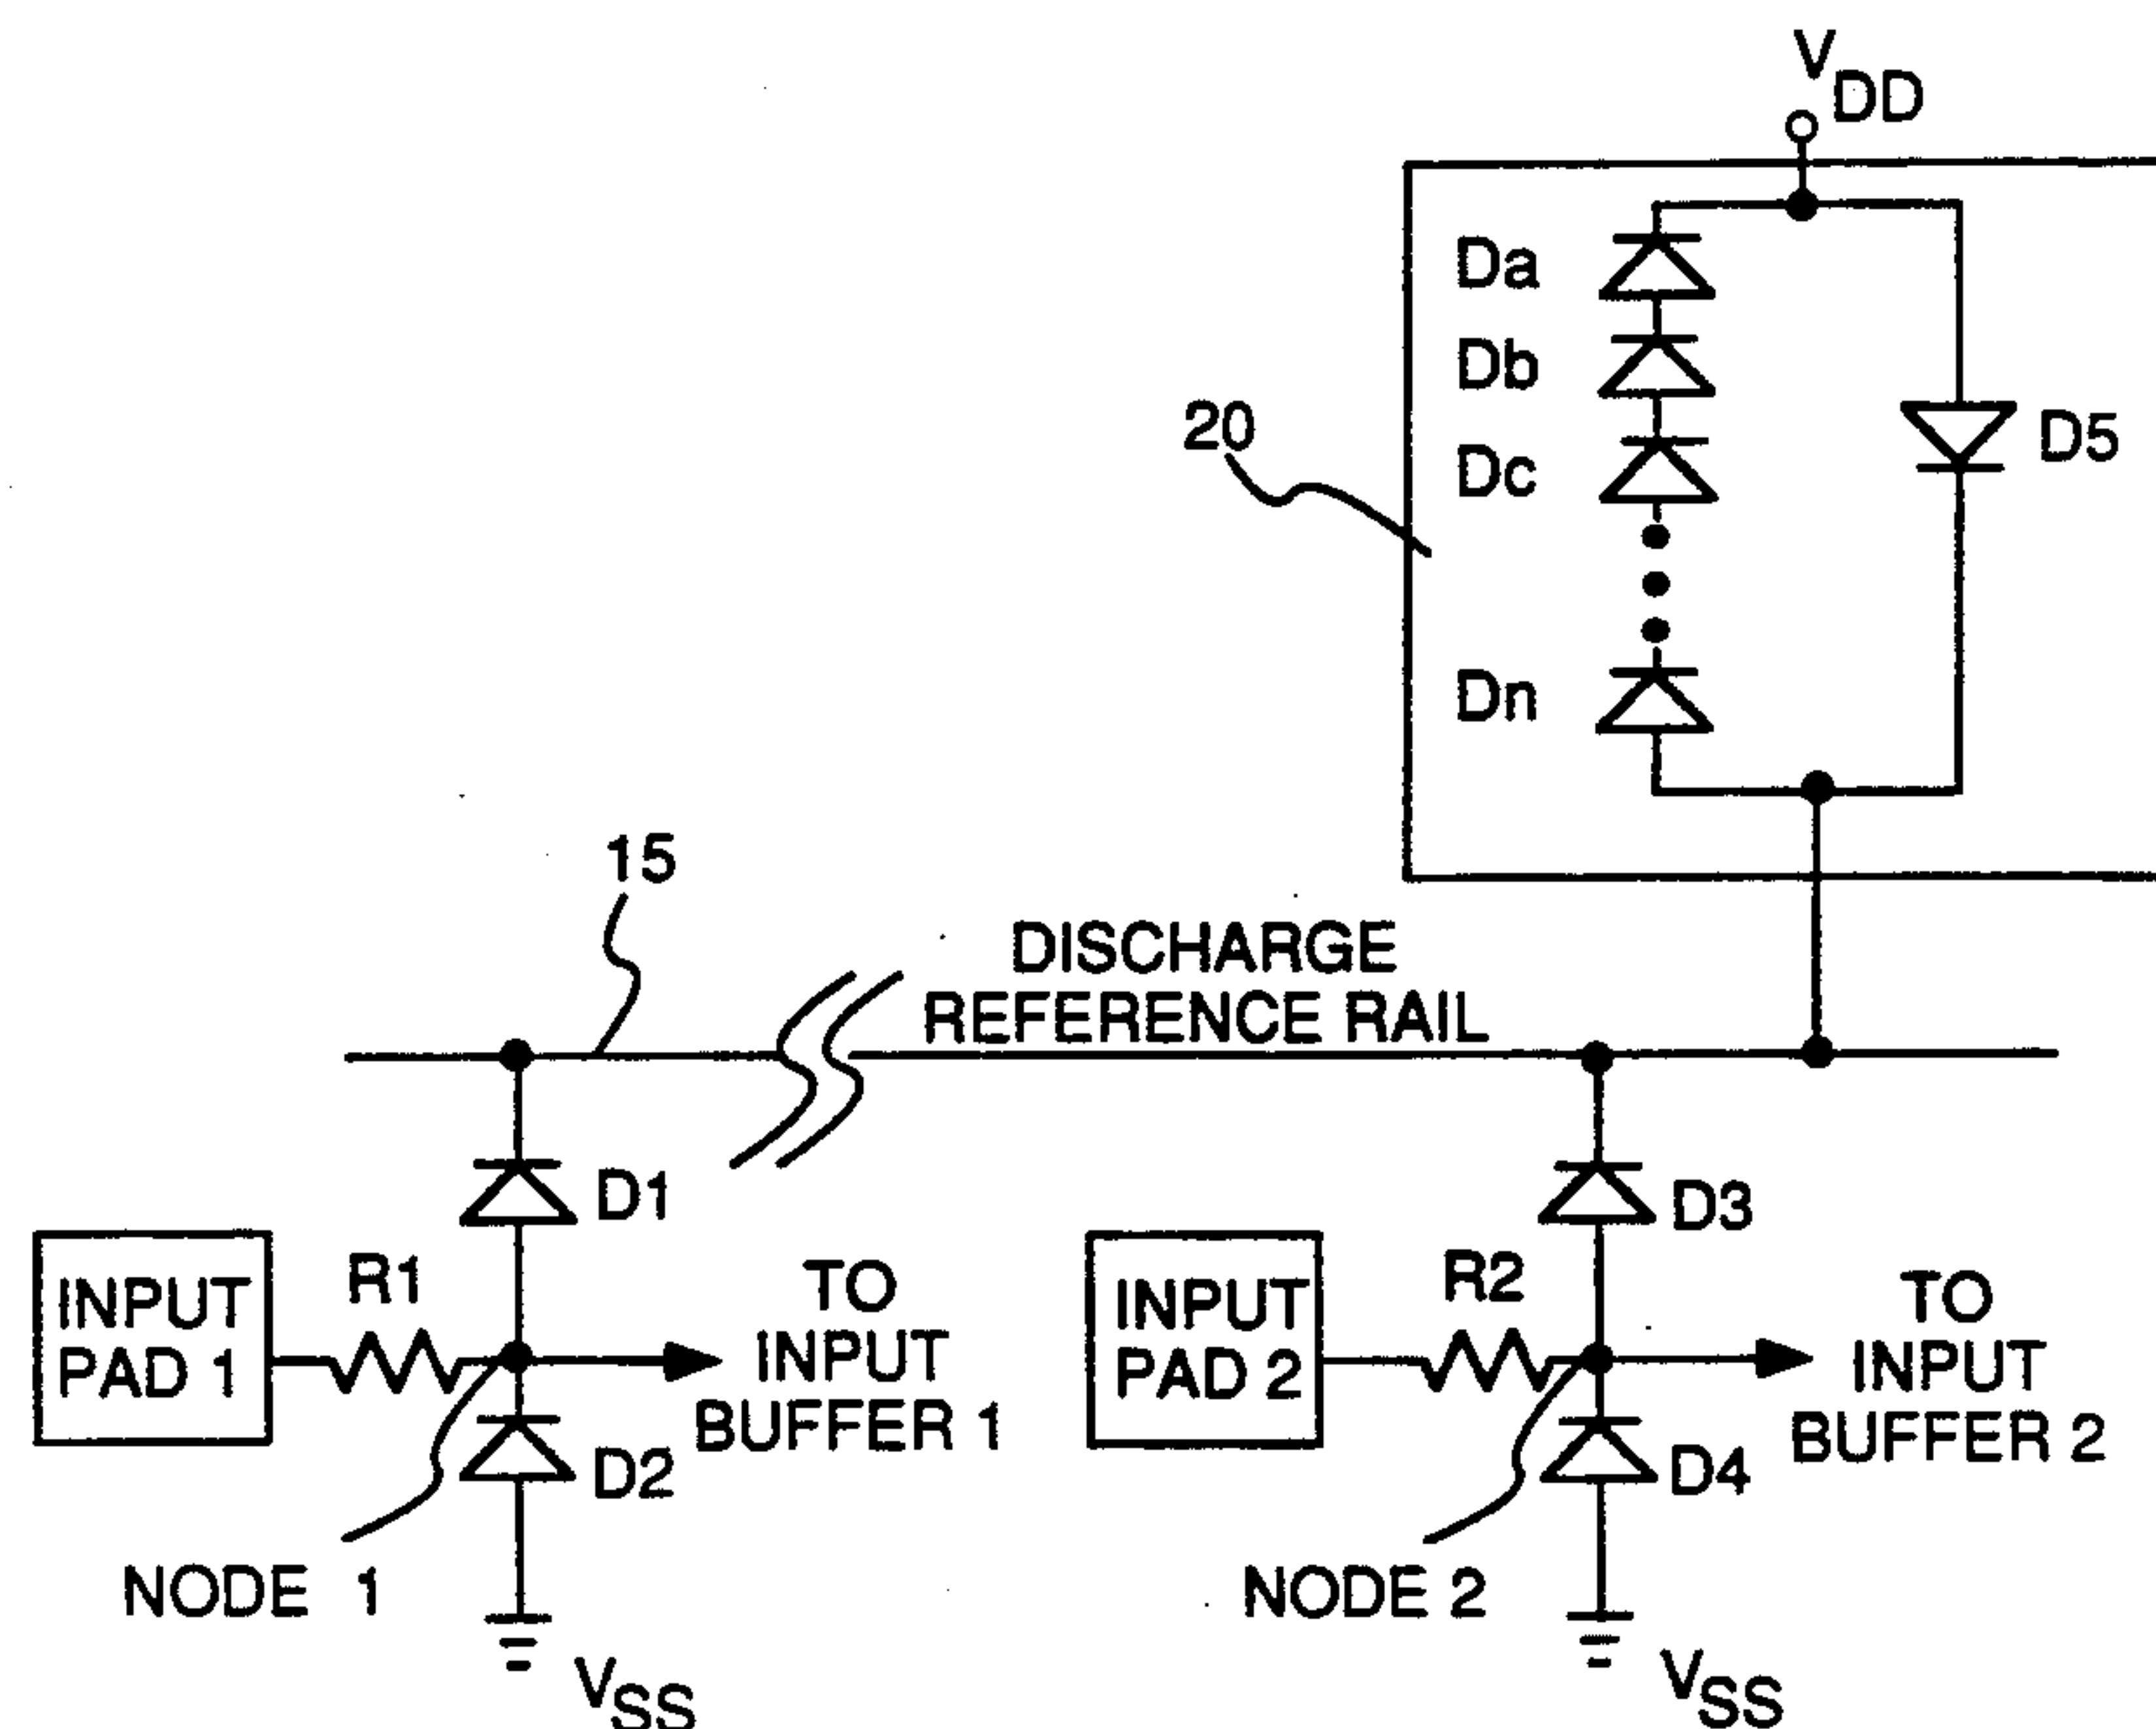 V
DD
Da
Db
20
Dc
D5
Dn
15
DISCHARGE
REFERENCE RAIL
D1
D3
INPUT
PAD 1
R1
TO
INPUT
BUFFER 1
INPUT
PAD 2
R2
TO
INPUT
BUFFER 2
D2
D4
NODE 1
NODE 2
VSS
VSS